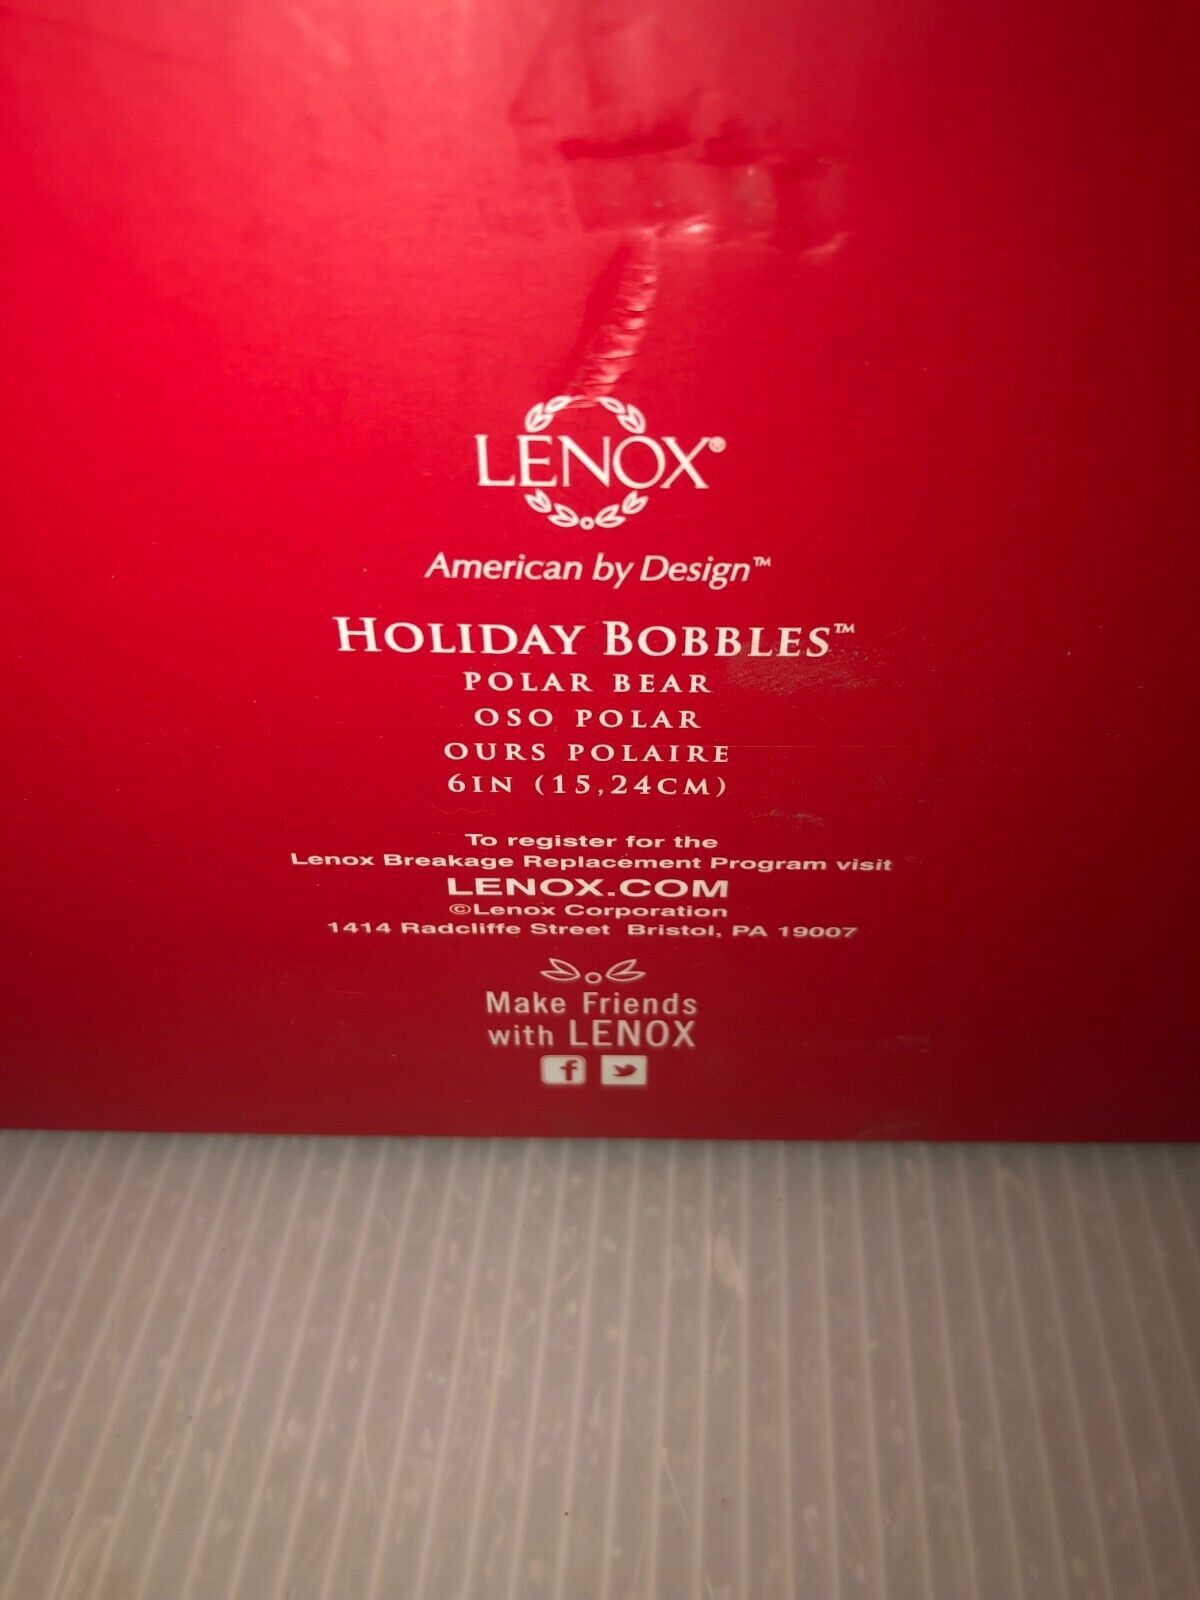 LENOX®
American by Design™
HOLIDAY BOBBLES™
POLAR BEAR
OSO POLAR
OURS POLAIRE
6IN (15,24CM)
To register for the
Lenox Breakage Replacement Program visit
LENOX.COM
©Lenox Corporation
1414 Radcliffe Street Bristol, PA 19007
Make Friends
with LENOX
f